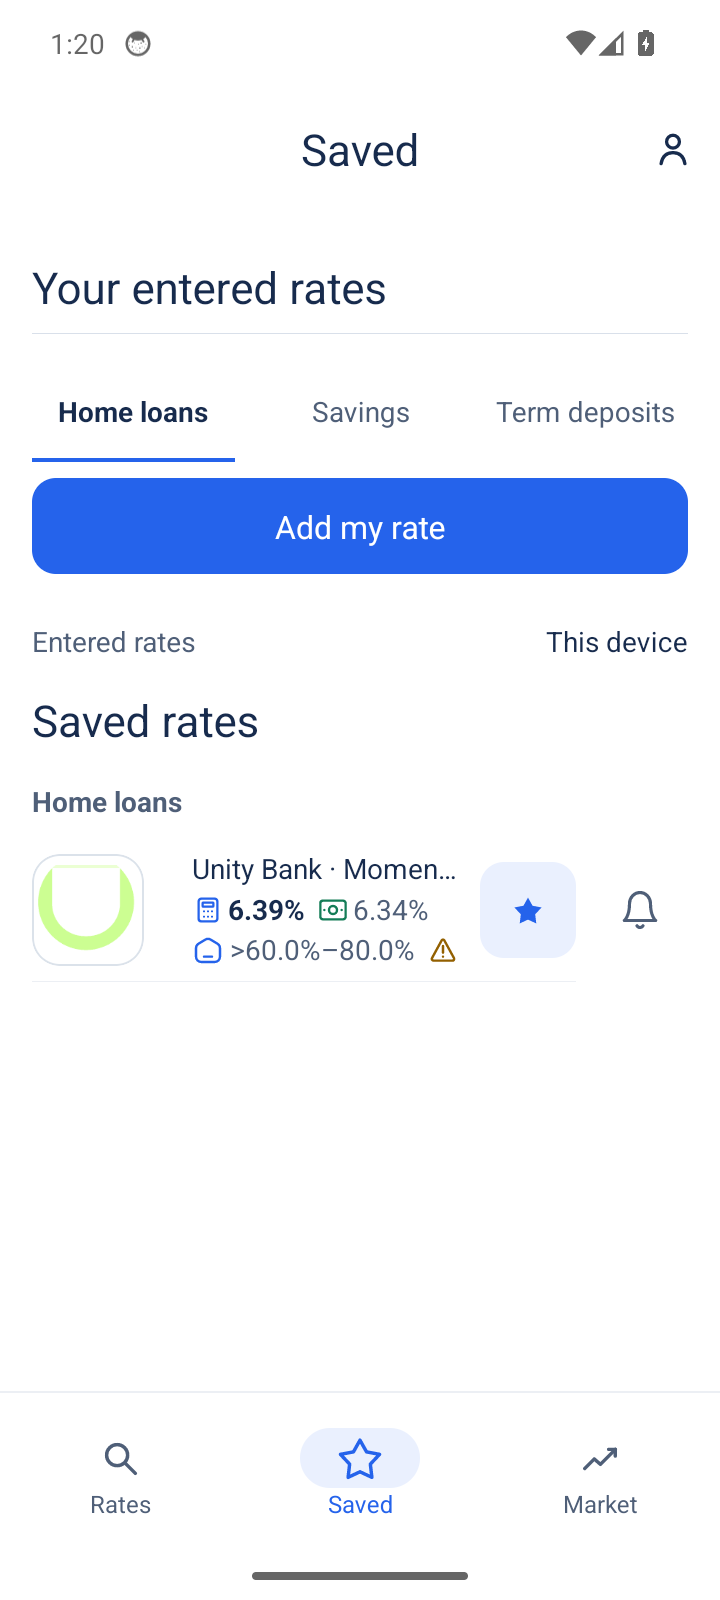 1:20
Saved
Your entered rates
Home loans
Savings
Term deposits
Add my rate
Entered rates
This device
Saved rates
Home loans
Unity Bank · Momen…
6.39% 6.34%
>60.0%–80.0%
Rates
Saved
Market